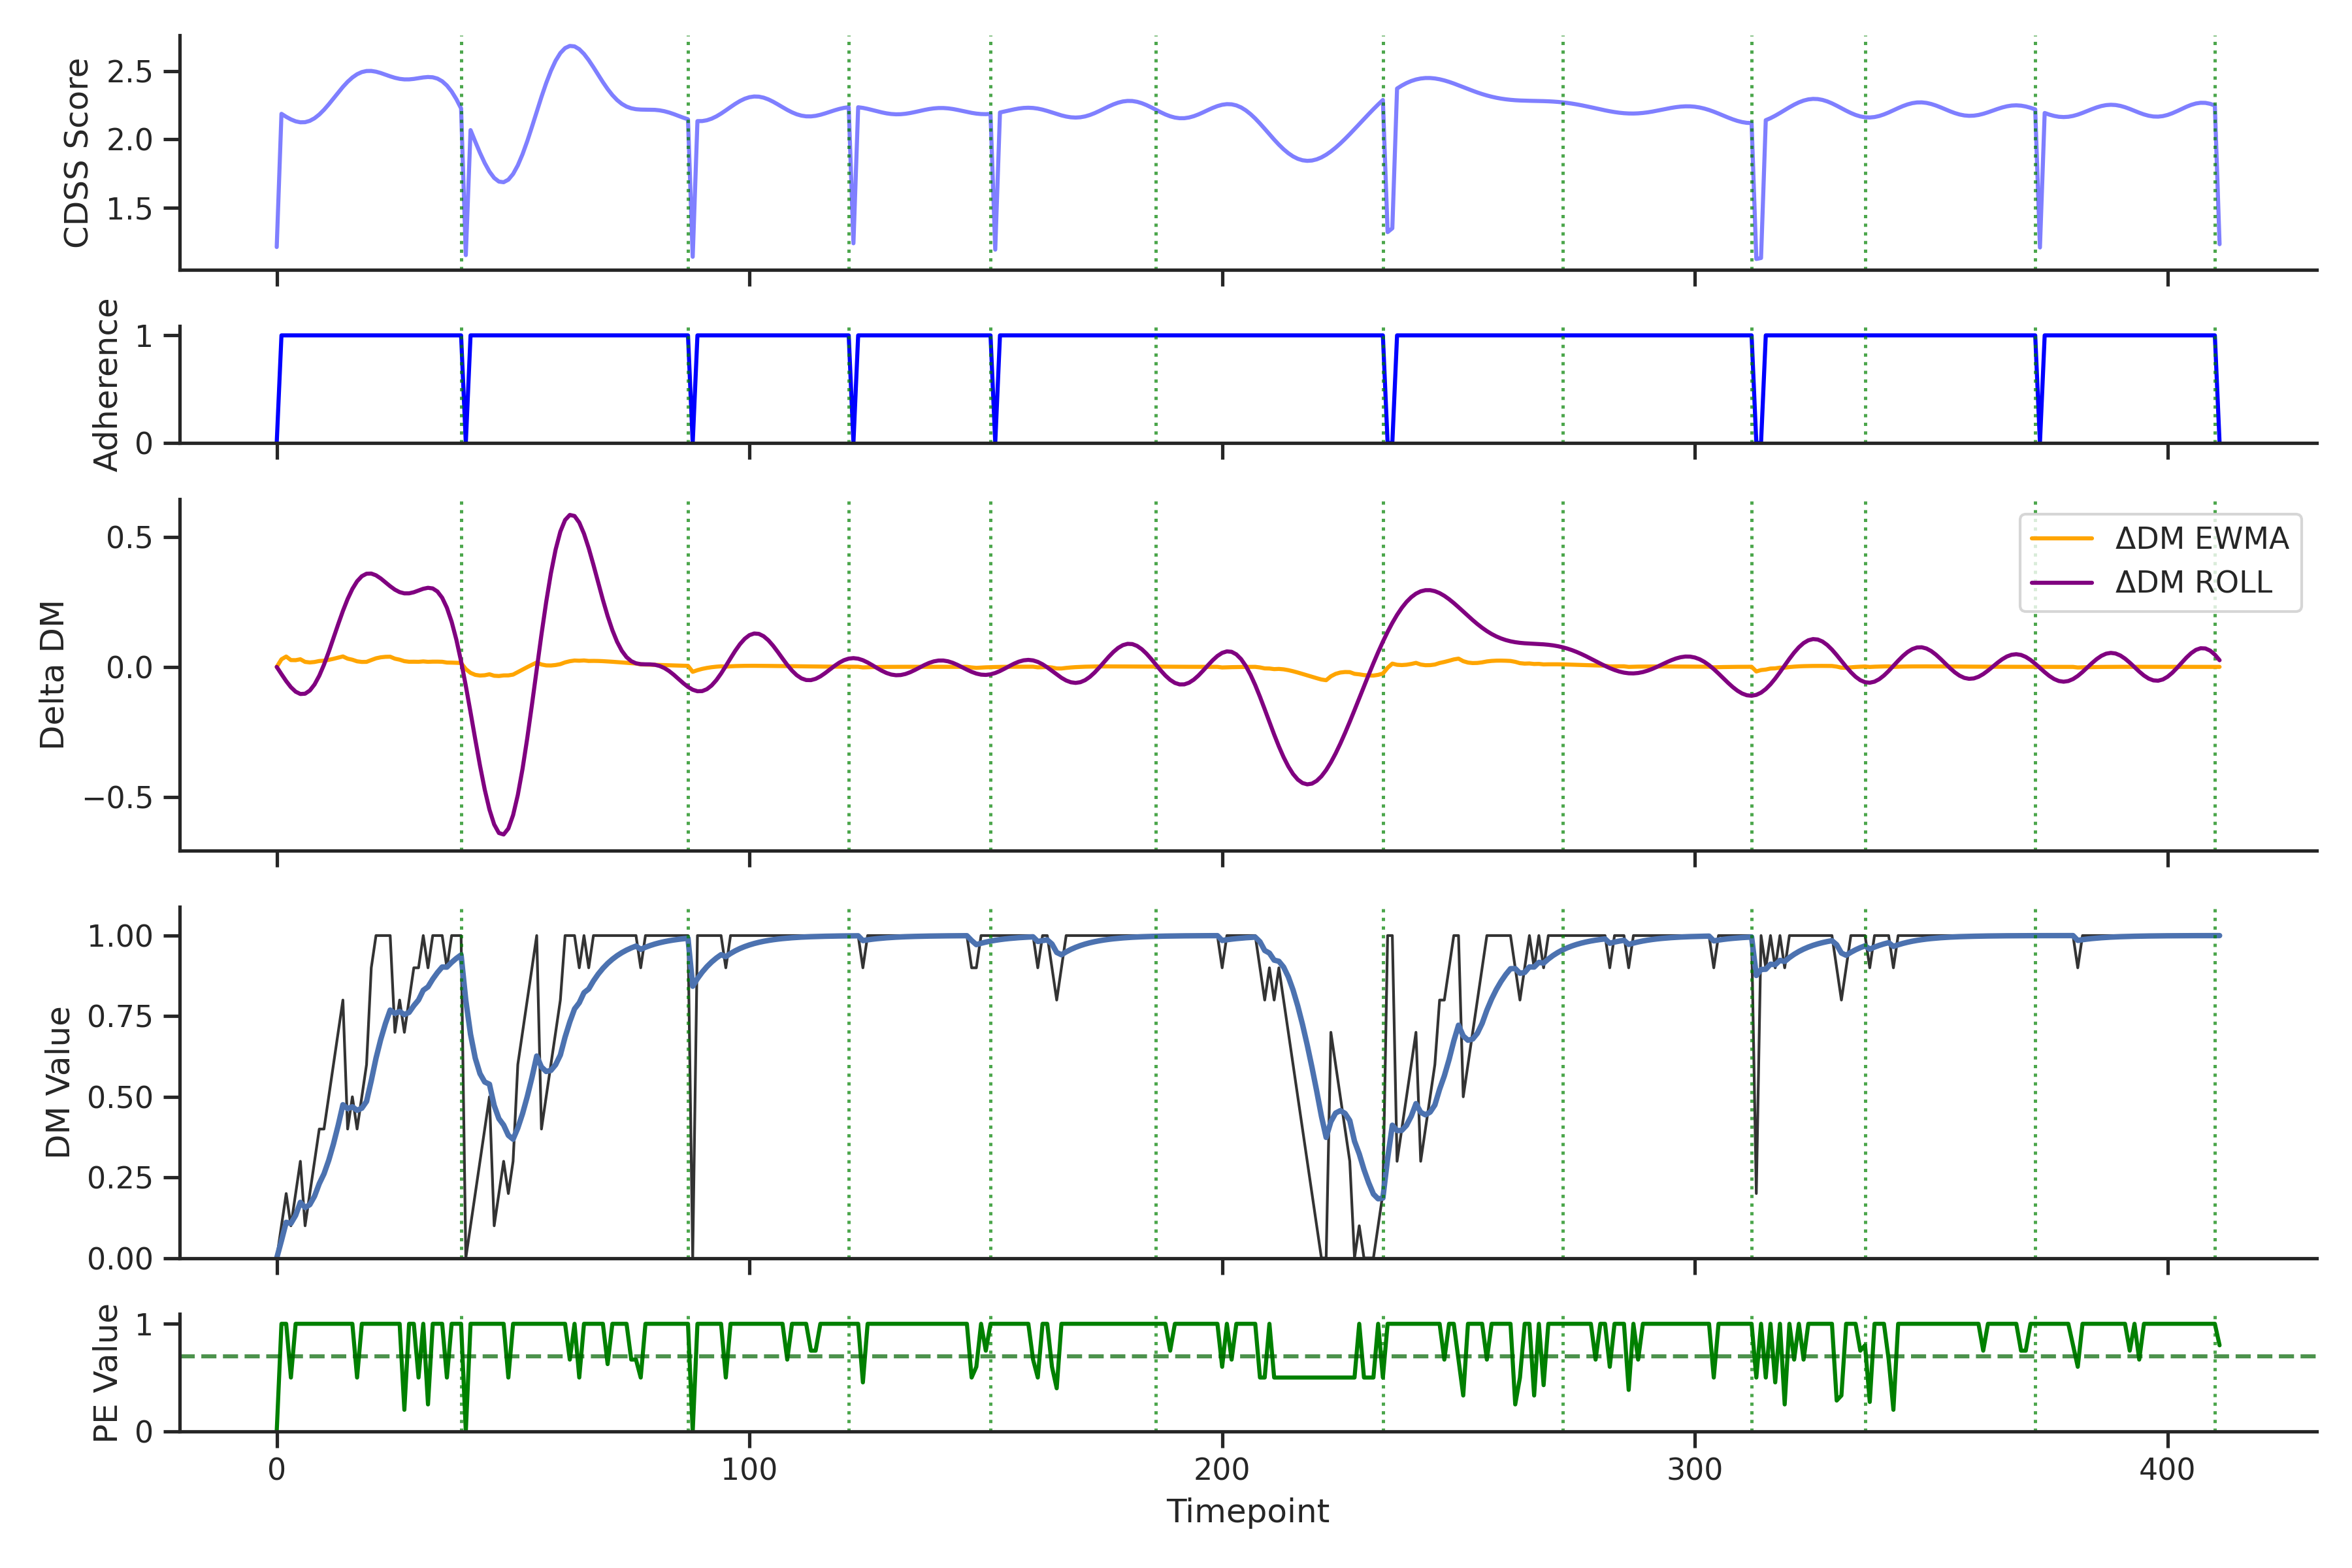 CDSS Score
2.5
2.0
1.5
Adherence
1
0
Delta DM
0.5
0.0
−0.5
ΔDM EWMA
ΔDM ROLL
DM Value
1.00
0.75
0.50
0.25
0.00
PE Value
1
0
0 100 200 300 400
Timepoint